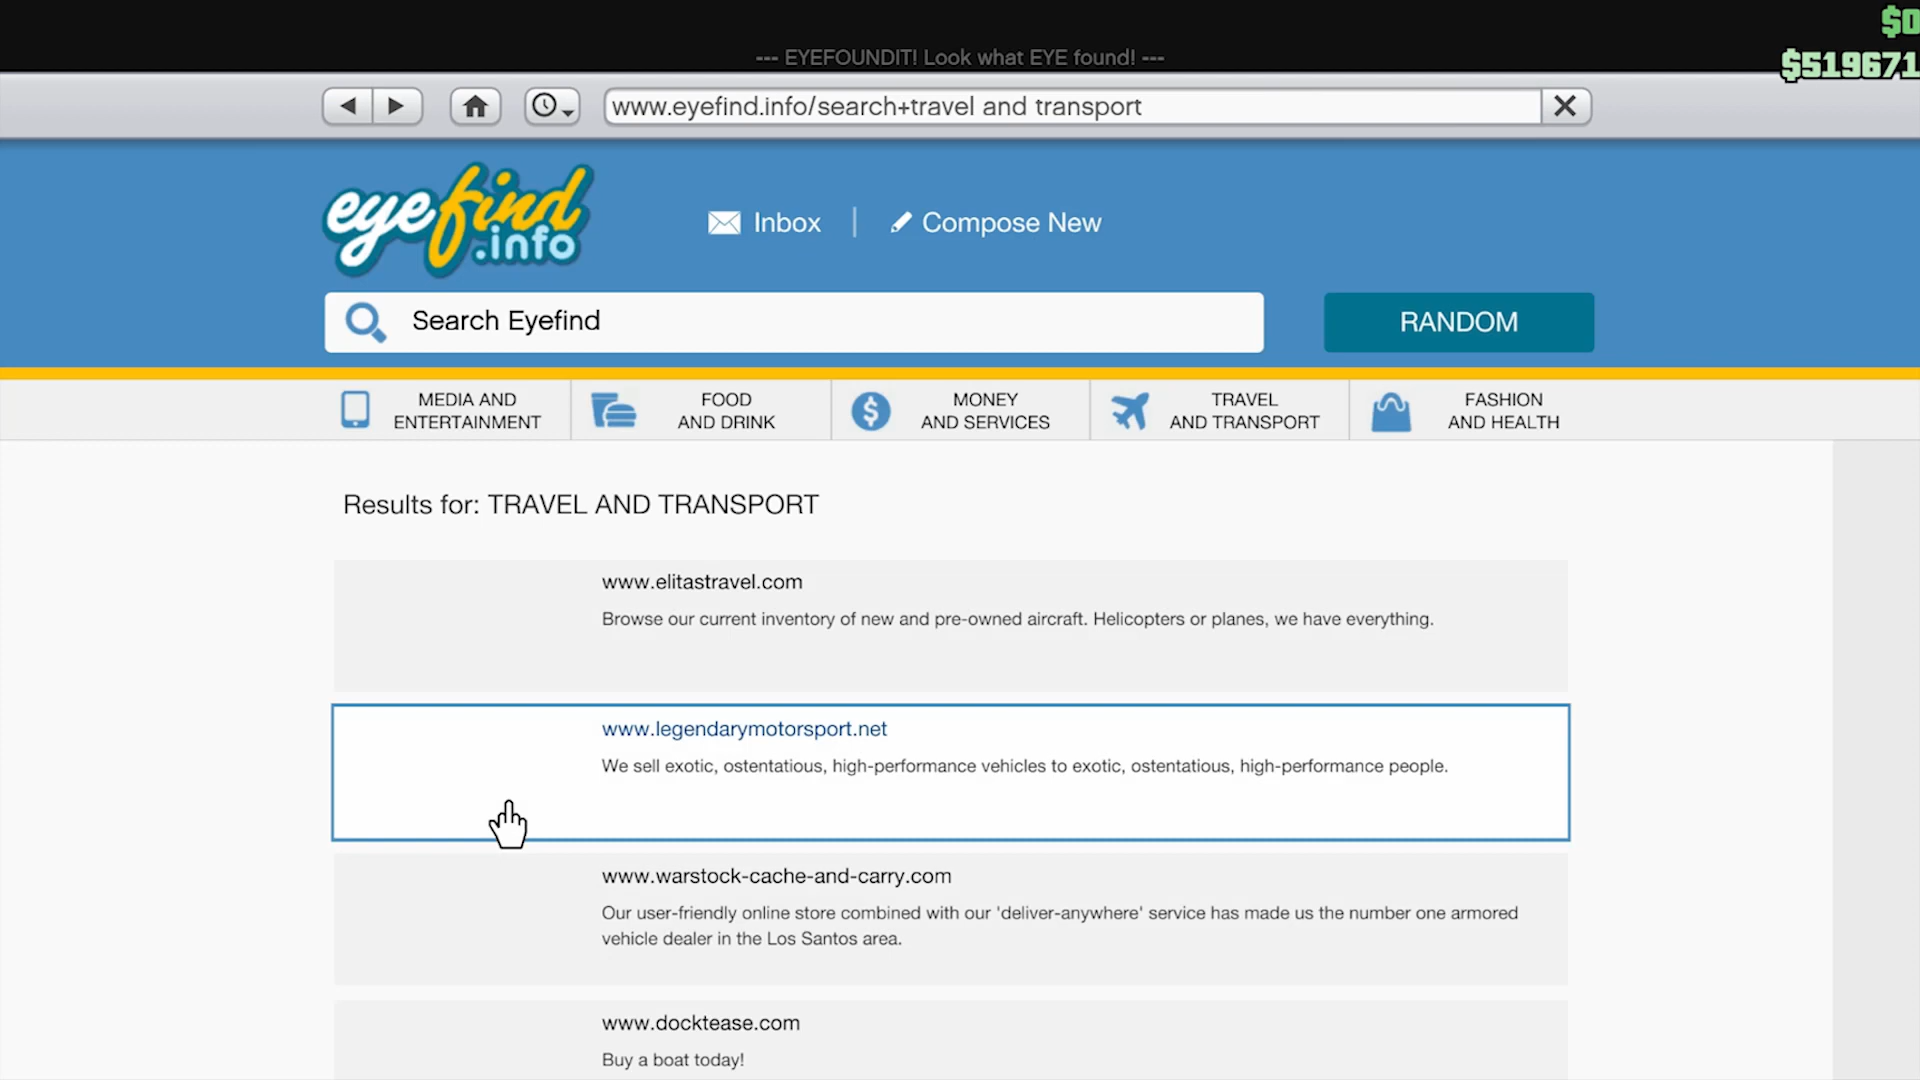 $0
--- EYEFOUNDIT! Look what EYE found! ---
$519671
www.eyefind.info/search+travel and transport
eyefind.info
Inbox
Compose New
Search Eyefind
RANDOM
MEDIA AND
ENTERTAINMENT
FOOD
AND DRINK
MONEY
AND SERVICES
TRAVEL
AND TRANSPORT
FASHION
AND HEALTH
Results for: TRAVEL AND TRANSPORT
www.elitastravel.com
Browse our current inventory of new and pre-owned aircraft. Helicopters or planes, we have everything.
www.legendarymotorsport.net
We sell exotic, ostentatious, high-performance vehicles to exotic, ostentatious, high-performance people.
www.warstock-cache-and-carry.com
Our user-friendly online store combined with our 'deliver-anywhere' service has made us the number one armored
vehicle dealer in the Los Santos area.
www.docktease.com
Buy a boat today!